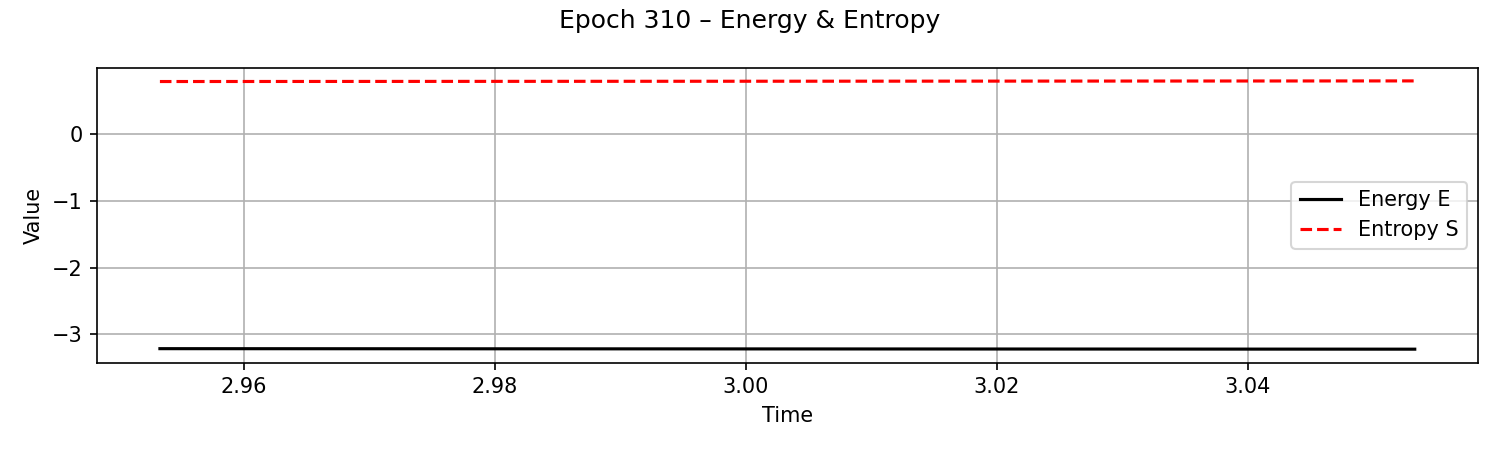 Epoch 310 – Energy & Entropy
Value
0
−1
−2
−3
Energy E
Entropy S
2.96 2.98 3.00 3.02 3.04
Time